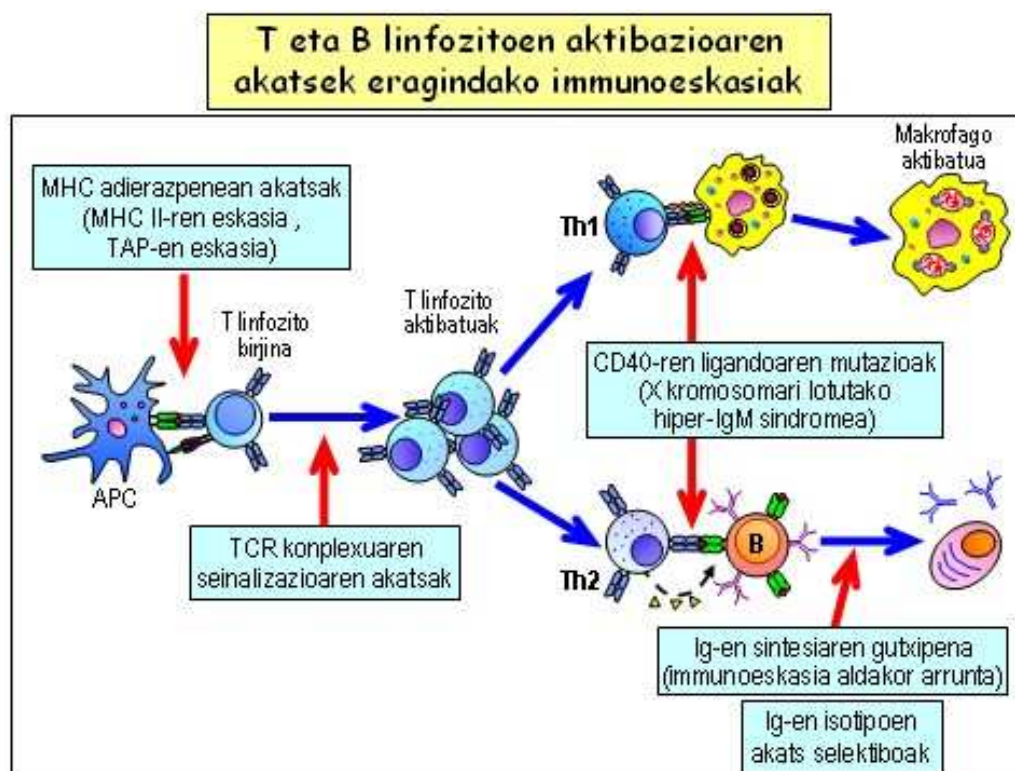 T eta B linfozitoen aktibazioaren
akatsek eragindako immunoeskasiak
MHC adierazpenean akatsak
(MHC II-ren eskasia ,
TAP-en eskasia)
Makrofago
aktibatua
Th1
T linfozito
birjina
T linfozito
aktibatuak
CD40-ren ligandoaren mutazioak
(X kromosomari lotutako
hiper-IgM sindromea)
APC
TCR konplexuaren
seinalizazioaren akatsak
B
Th2
Ig-en sintesiaren gutxipena
(immunoeskasia aldakor arrunta)
Ig-en isotipoen
akats selektiboak